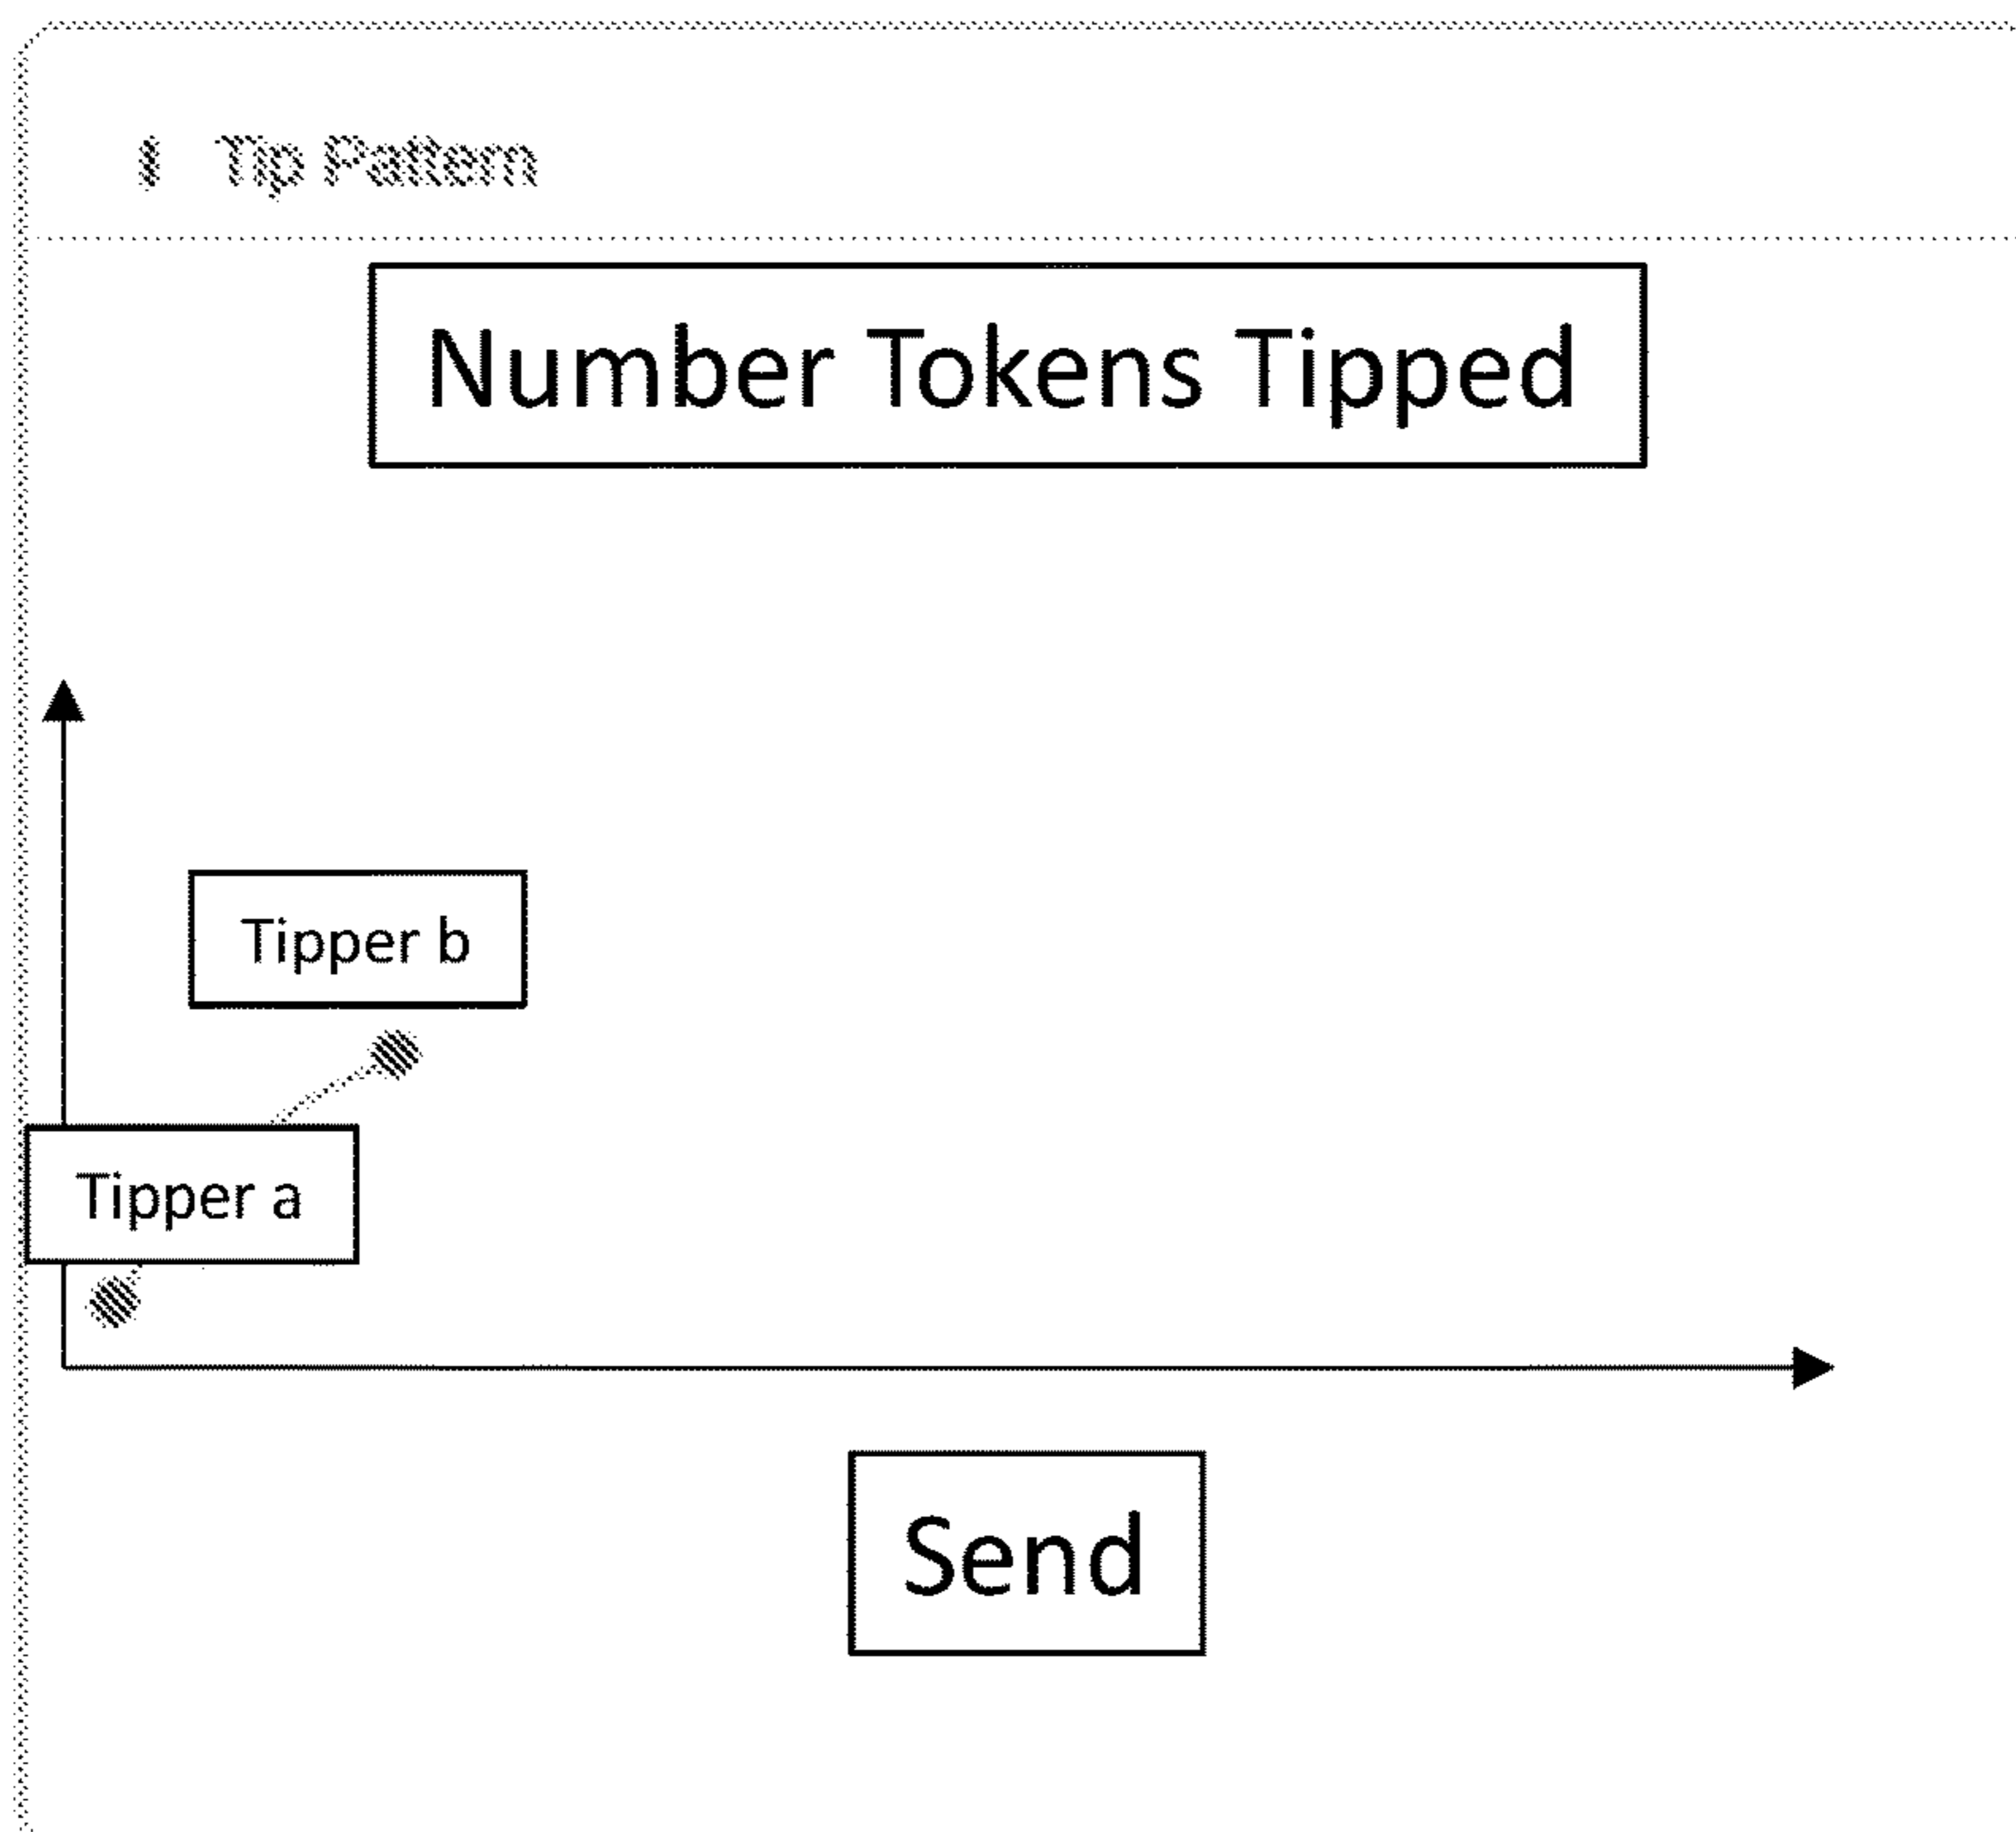 Tip Pattern
Number Tokens Tipped
Tipper b
Tipper a
Send